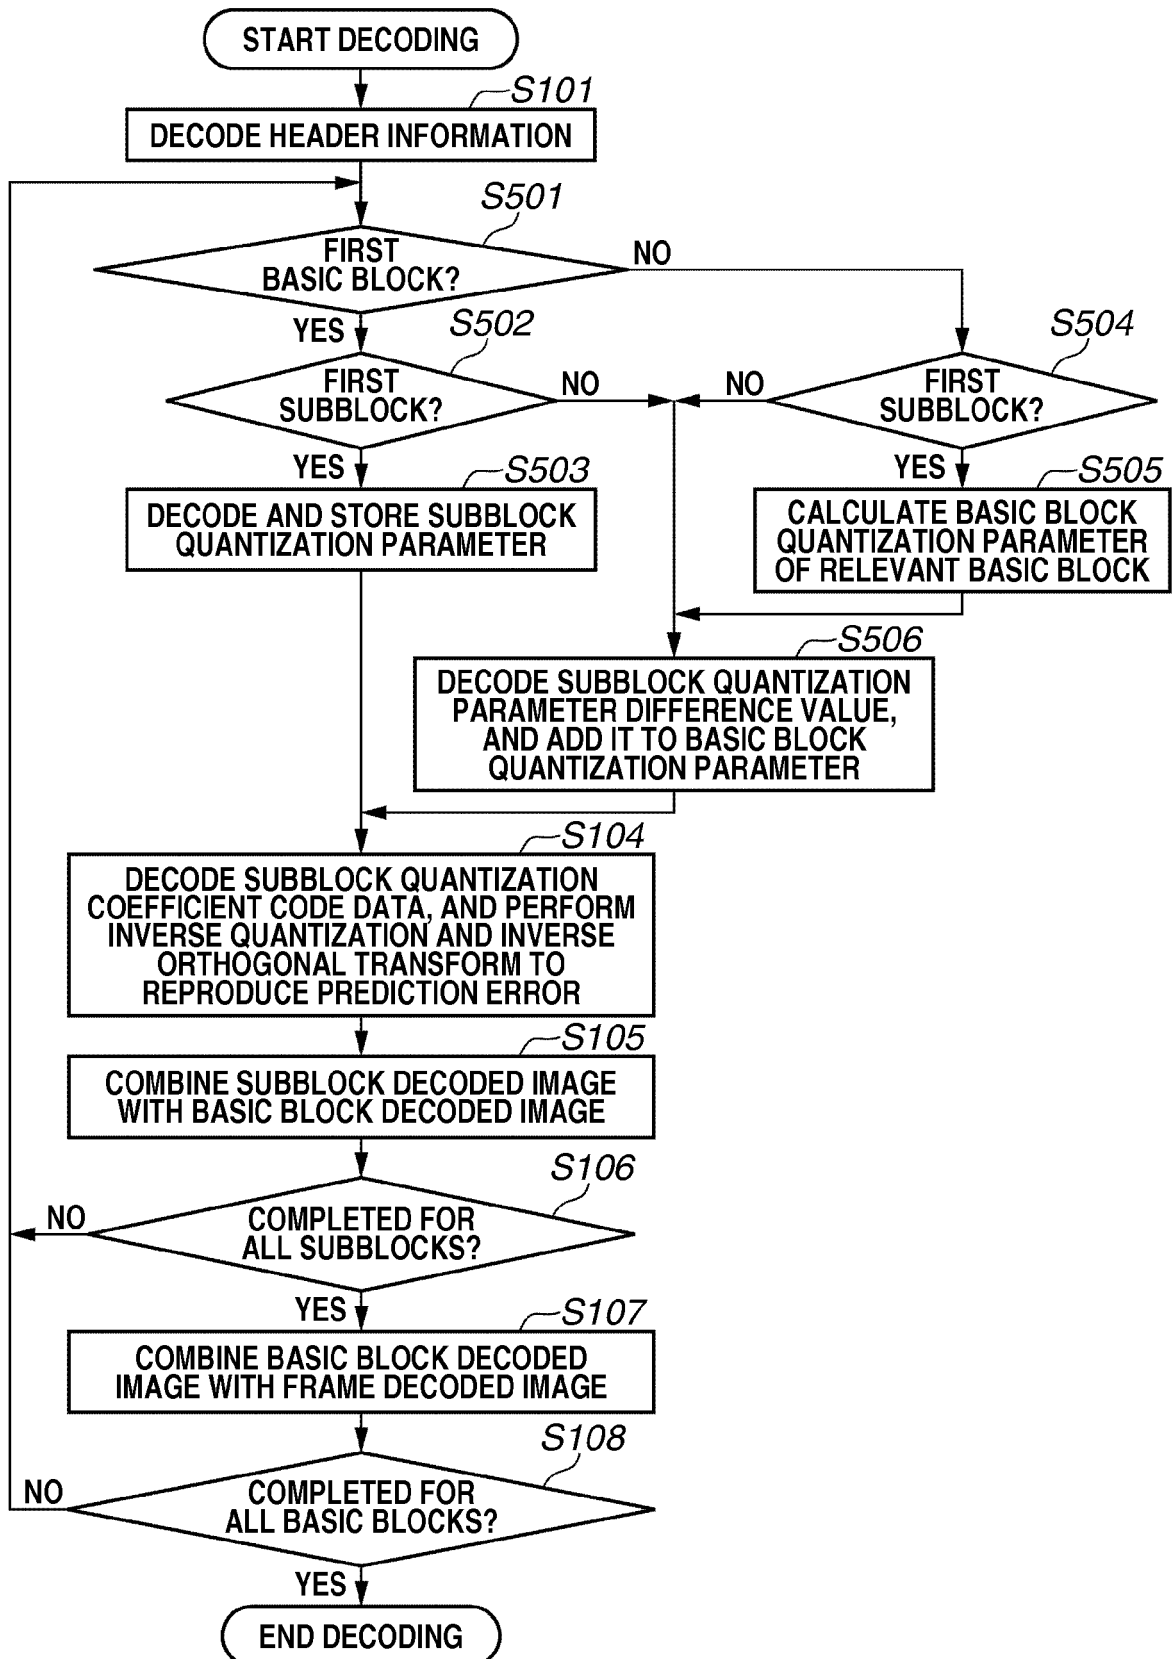 START DECODING
S101
DECODE HEADER INFORMATION
S501
FIRST
BASIC BLOCK?
NO
YES
S502
FIRST
SUBBLOCK?
NO
S504
FIRST
SUBBLOCK?
NO
YES
S503
DECODE AND STORE SUBBLOCK
QUANTIZATION PARAMETER
YES
S505
CALCULATE BASIC BLOCK
QUANTIZATION PARAMETER
OF RELEVANT BASIC BLOCK
S506
DECODE SUBBLOCK QUANTIZATION
PARAMETER DIFFERENCE VALUE,
AND ADD IT TO BASIC BLOCK
QUANTIZATION PARAMETER
S104
DECODE SUBBLOCK QUANTIZATION
COEFFICIENT CODE DATA, AND PERFORM
INVERSE QUANTIZATION AND INVERSE
ORTHOGONAL TRANSFORM TO
REPRODUCE PREDICTION ERROR
S105
COMBINE SUBBLOCK DECODED IMAGE
WITH BASIC BLOCK DECODED IMAGE
S106
NO
COMPLETED FOR
ALL SUBBLOCKS?
YES
S107
COMBINE BASIC BLOCK DECODED
IMAGE WITH FRAME DECODED IMAGE
S108
NO
COMPLETED FOR
ALL BASIC BLOCKS?
YES
END DECODING